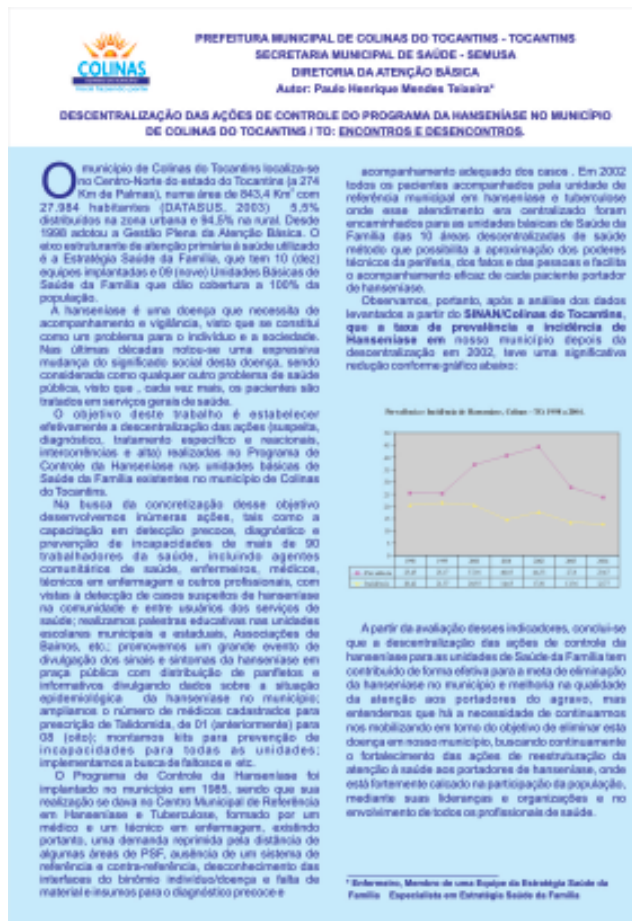 COLINAS
PREFEITURA MUNICIPAL DE COLINAS DO TOCANTINS - TOCANTINS
SECRETARIA MUNICIPAL DE SAÚDE - SEMUSA
DIRETORIA DA ATENÇÃO BÁSICA
Autor: Paulo Henrique Mendes Teixeira*
DESCENTRALIZAÇÃO DAS AÇÕES DE CONTROLE DO PROGRAMA DA HANSENÍASE NO MUNICÍPIO
DE COLINAS DO TOCANTINS / TO: ENCONTROS E DESENCONTROS.
O município de Colinas do Tocantins localiza-se
no Centro-Norte do estado do Tocantins (a 274
Km de Palmas), numa área de 843,4 Km² com
27.984 habitantes (DATASUS, 2003) 5,5%
distribuídos na zona urbana e 94,5% na rural. Desde
1998 adotou a Gestão Plena da Atenção Básica. O
eixo estruturante de atenção primária à saúde utilizado
é a Estratégia Saúde da Família, que tem 10 (dez)
equipes implantadas e 09 (nove) Unidades Básicas de
Saúde da Família que dão cobertura a 100% da
população.
A hanseníase é uma doença que necessita de
acompanhamento e vigilância, visto que se constitui
como um problema para o indivíduo e a sociedade.
Nas últimas décadas notou-se uma expressiva
mudança do significado social desta doença, sendo
considerada como qualquer outro problema de saúde
pública, visto que , cada vez mais, os pacientes são
tratados em serviços gerais de saúde.
O objetivo deste trabalho é estabelecer
efetivamente a descentralização das ações (suspeita,
diagnóstico, tratamento específico e reacionais,
intercorrências e alta) realizadas no Programa de
Controle da Hanseníase nas unidades básicas de
Saúde da Família existentes no município de Colinas
do Tocantins.
Na busca da concretização desse objetivo
desenvolvemos inúmeras ações, tais como a
capacitação em detecção precoce, diagnóstico e
prevenção de incapacidades de mais de 90
trabalhadores da saúde, incluindo agentes
comunitários de saúde, enfermeiros, médicos,
técnicos em enfermagem e outros profissionais, com
vistas à detecção de casos suspeitos de hanseníase
na comunidade e entre usuários dos serviços de
saúde; realizamos palestras educativas nas unidades
escolares municipais e estaduais, Associações de
Bairros, etc.; promovemos um grande evento de
divulgação dos sinais e sintomas da hanseníase em
praça pública com distribuição de panfletos e
informativos divulgando dados sobre a situação
epidemiológica da hanseníase no município;
ampliamos o número de médicos cadastrados para
prescrição de Talidomida, de 01 (anteriormente) para
08 (oito); montamos kits para prevenção de
incapacidades para todas as unidades;
implementamos a busca de faltosos e etc.
O Programa de Controle da Hanseníase foi
implantado no município em 1985, sendo que sua
realização se dava no Centro Municipal de Referência
em Hanseníase e Tuberculose, formado por um
médico e um técnico em enfermagem, existindo
portanto, uma demanda reprimida pela distância de
algumas áreas de PSF, ausência de um sistema de
referência e contra-referência, desconhecimento das
interfaces do binômio indivíduo/doença e falta de
material e insumos para o diagnóstico precoce e
acompanhamento adequado dos casos . Em 2002
todos os pacientes acompanhados pela unidade de
referência municipal em hanseníase e tuberculose
onde esse atendimento era centralizado foram
encaminhados para as unidades básicas de Saúde da
Família das 10 áreas descentralizadas de saúde
método que possibilita a aproximação dos poderes
técnicos da periferia, dos fatos e das pessoas e facilita
o acompanhamento eficaz de cada paciente portador
de hanseníase.
Observamos, portanto, após a análise dos dados
levantados a partir do SINAN/Colinas do Tocantins,
que a taxa de prevalência e incidência de
Hanseníase em nosso município depois da
descentralização em 2002, teve uma significativa
redução conforme gráfico abaixo:
Prevalência e Incidência de Hanseníase, Colinas - TO 1998 a 2004.
50
45
40
35
30
25
20
15
10
5
0
1998 1999 2000 2001 2002 2003 2004
Prevalência
Incidência
A partir da avaliação desses indicadores, conclui-se
que a descentralização das ações de controle da
hanseníase para as unidades de Saúde da Família tem
contribuído de forma efetiva para a meta de eliminação
da hanseníase no município e melhoria na qualidade
da atenção aos portadores do agravo, mas
entendemos que há a necessidade de continuarmos
nos mobilizando em torno do objetivo de eliminar esta
doença em nosso município, buscando continuamente
o fortalecimento das ações de reestruturação da
atenção à saúde aos portadores de hanseníase, onde
está fortemente calcado na participação da população,
mediante suas lideranças e organizações e no
envolvimento de todos os profissionais de saúde.
* Enfermeiro, Membro de uma Equipe da Estratégia Saúde da
Família Especialista em Estratégia Saúde da Família